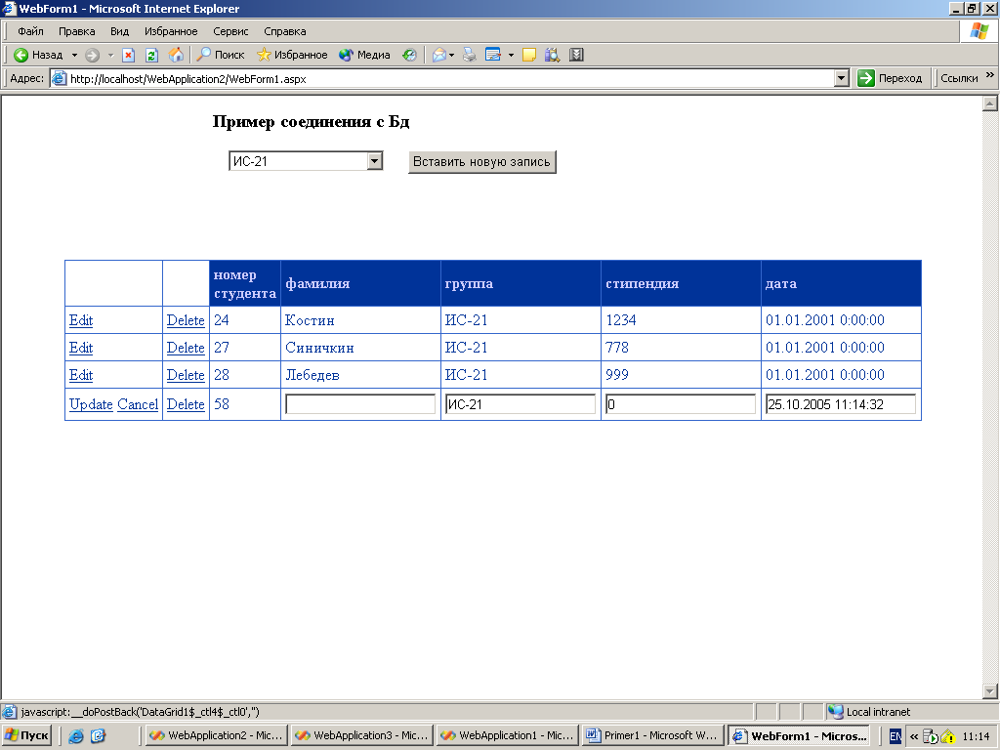 WebForm1 - Microsoft Internet Explorer
Файл Правка Вид Избранное Сервис Справка
Назад Поиск Избранное Медиа
Адрес: http://localhost/WebApplication2/WebForm1.aspx Переход Ссылки »
Пример соединения с Бд
ИС-21 Вставить новую запись
номер студента фамилия группа стипендия дата
Edit Delete 24 Костин ИС-21 1234 01.01.2001 0:00:00
Edit Delete 27 Синичкин ИС-21 778 01.01.2001 0:00:00
Edit Delete 28 Лебедев ИС-21 999 01.01.2001 0:00:00
Update Cancel Delete 58 ИС-21 0 25.10.2005 11:14:32
javascript:__doPostBack('DataGrid1$_ctl4$_ctl0','') Local intranet
Пуск WebApplication2 - Mic... WebApplication3 - Mic... WebApplication1 - Mic... Primer1 - Microsoft W... WebForm1 - Micros... EN « 11:14